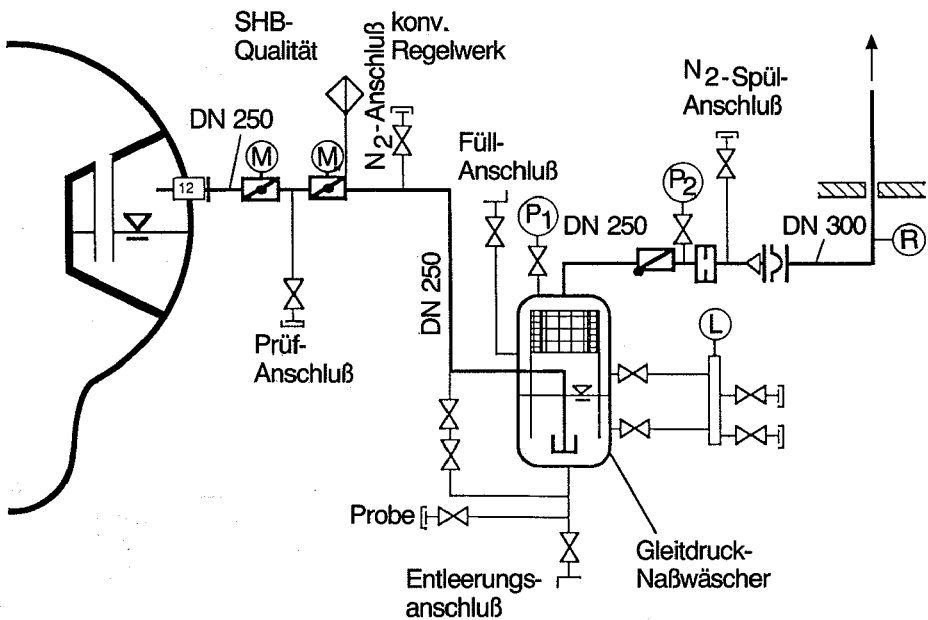 SHB-
Qualität
konv.
Regelwerk
N2-Anschluß
N2-Spül-
Anschluß
DN 250
M
M
Füll-
Anschluß
P2
12
P1
DN 250
DN 300
R
DN 250
L
Prüf-
Anschluß
Probe
Gleitdruck-
Naßwäscher
Entleerungs-
anschluß